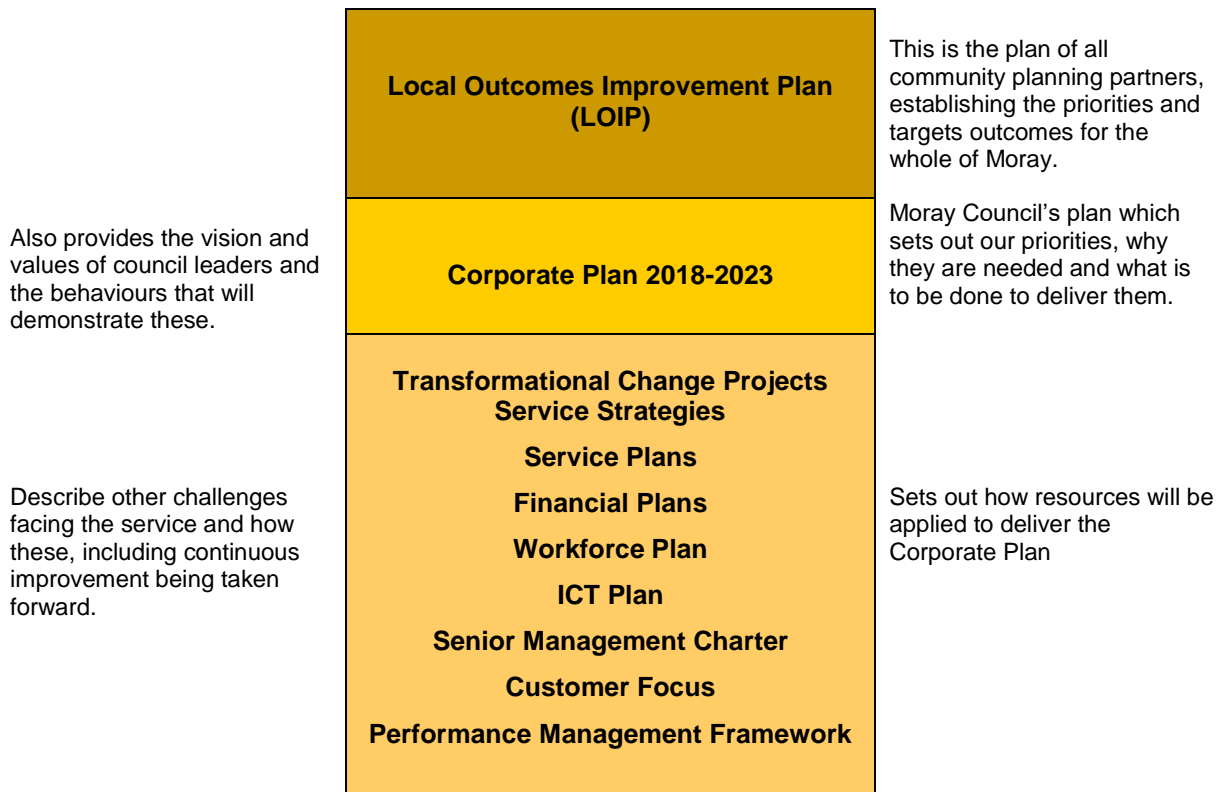 Local Outcomes Improvement Plan
(LOIP)
This is the plan of all
community planning partners,
establishing the priorities and
targets outcomes for the
whole of Moray.
Also provides the vision and
values of council leaders and
the behaviours that will
demonstrate these.
Corporate Plan 2018-2023
Moray Council’s plan which
sets out our priorities, why
they are needed and what is
to be done to deliver them.
Describe other challenges
facing the service and how
these, including continuous
improvement being taken
forward.
Transformational Change Projects
Service Strategies
Service Plans
Financial Plans
Workforce Plan
ICT Plan
Senior Management Charter
Customer Focus
Performance Management Framework
Sets out how resources will be
applied to deliver the
Corporate Plan